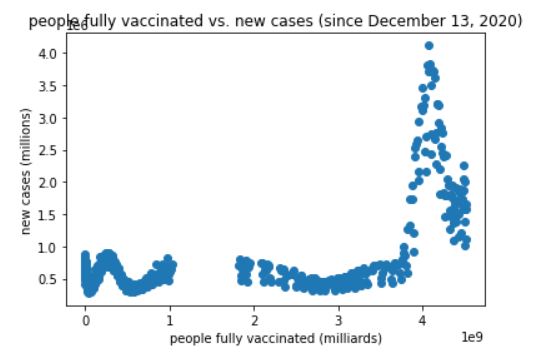 people fully vaccinated vs. new cases (since December 13, 2020)
1e6
4.0
3.5
3.0
2.5
2.0
1.5
1.0
0.5
new cases (millions)
0 1 2 3 4
1e9
people fully vaccinated (milliards)